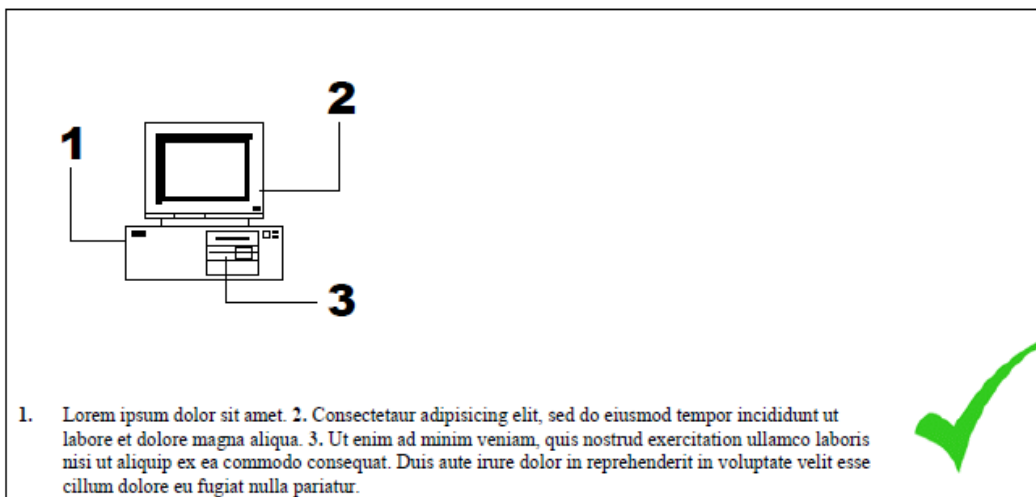 2
1
3
1. Lorem ipsum dolor sit amet. 2. Consectetaur adipisicing elit, sed do eiusmod tempor incididunt ut
labore et dolore magna aliqua. 3. Ut enim ad minim veniam, quis nostrud exercitation ullamco laboris
nisi ut aliquip ex ea commodo consequat. Duis aute irure dolor in reprehenderit in voluptate velit esse
cillum dolore eu fugiat nulla pariatur.